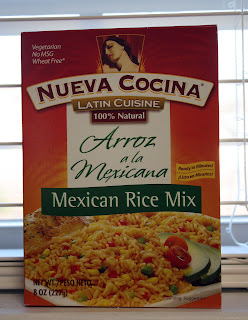 Vegetarian
No MSG
Wheat Free*
NUEVA COCINA
LATIN CUISINE
100% Natural
Arroz
a la
Mexicana
Ready in Minutes!
Mexican Rice Mix
NET WT./PESO NETO.
8 OZ (227g)